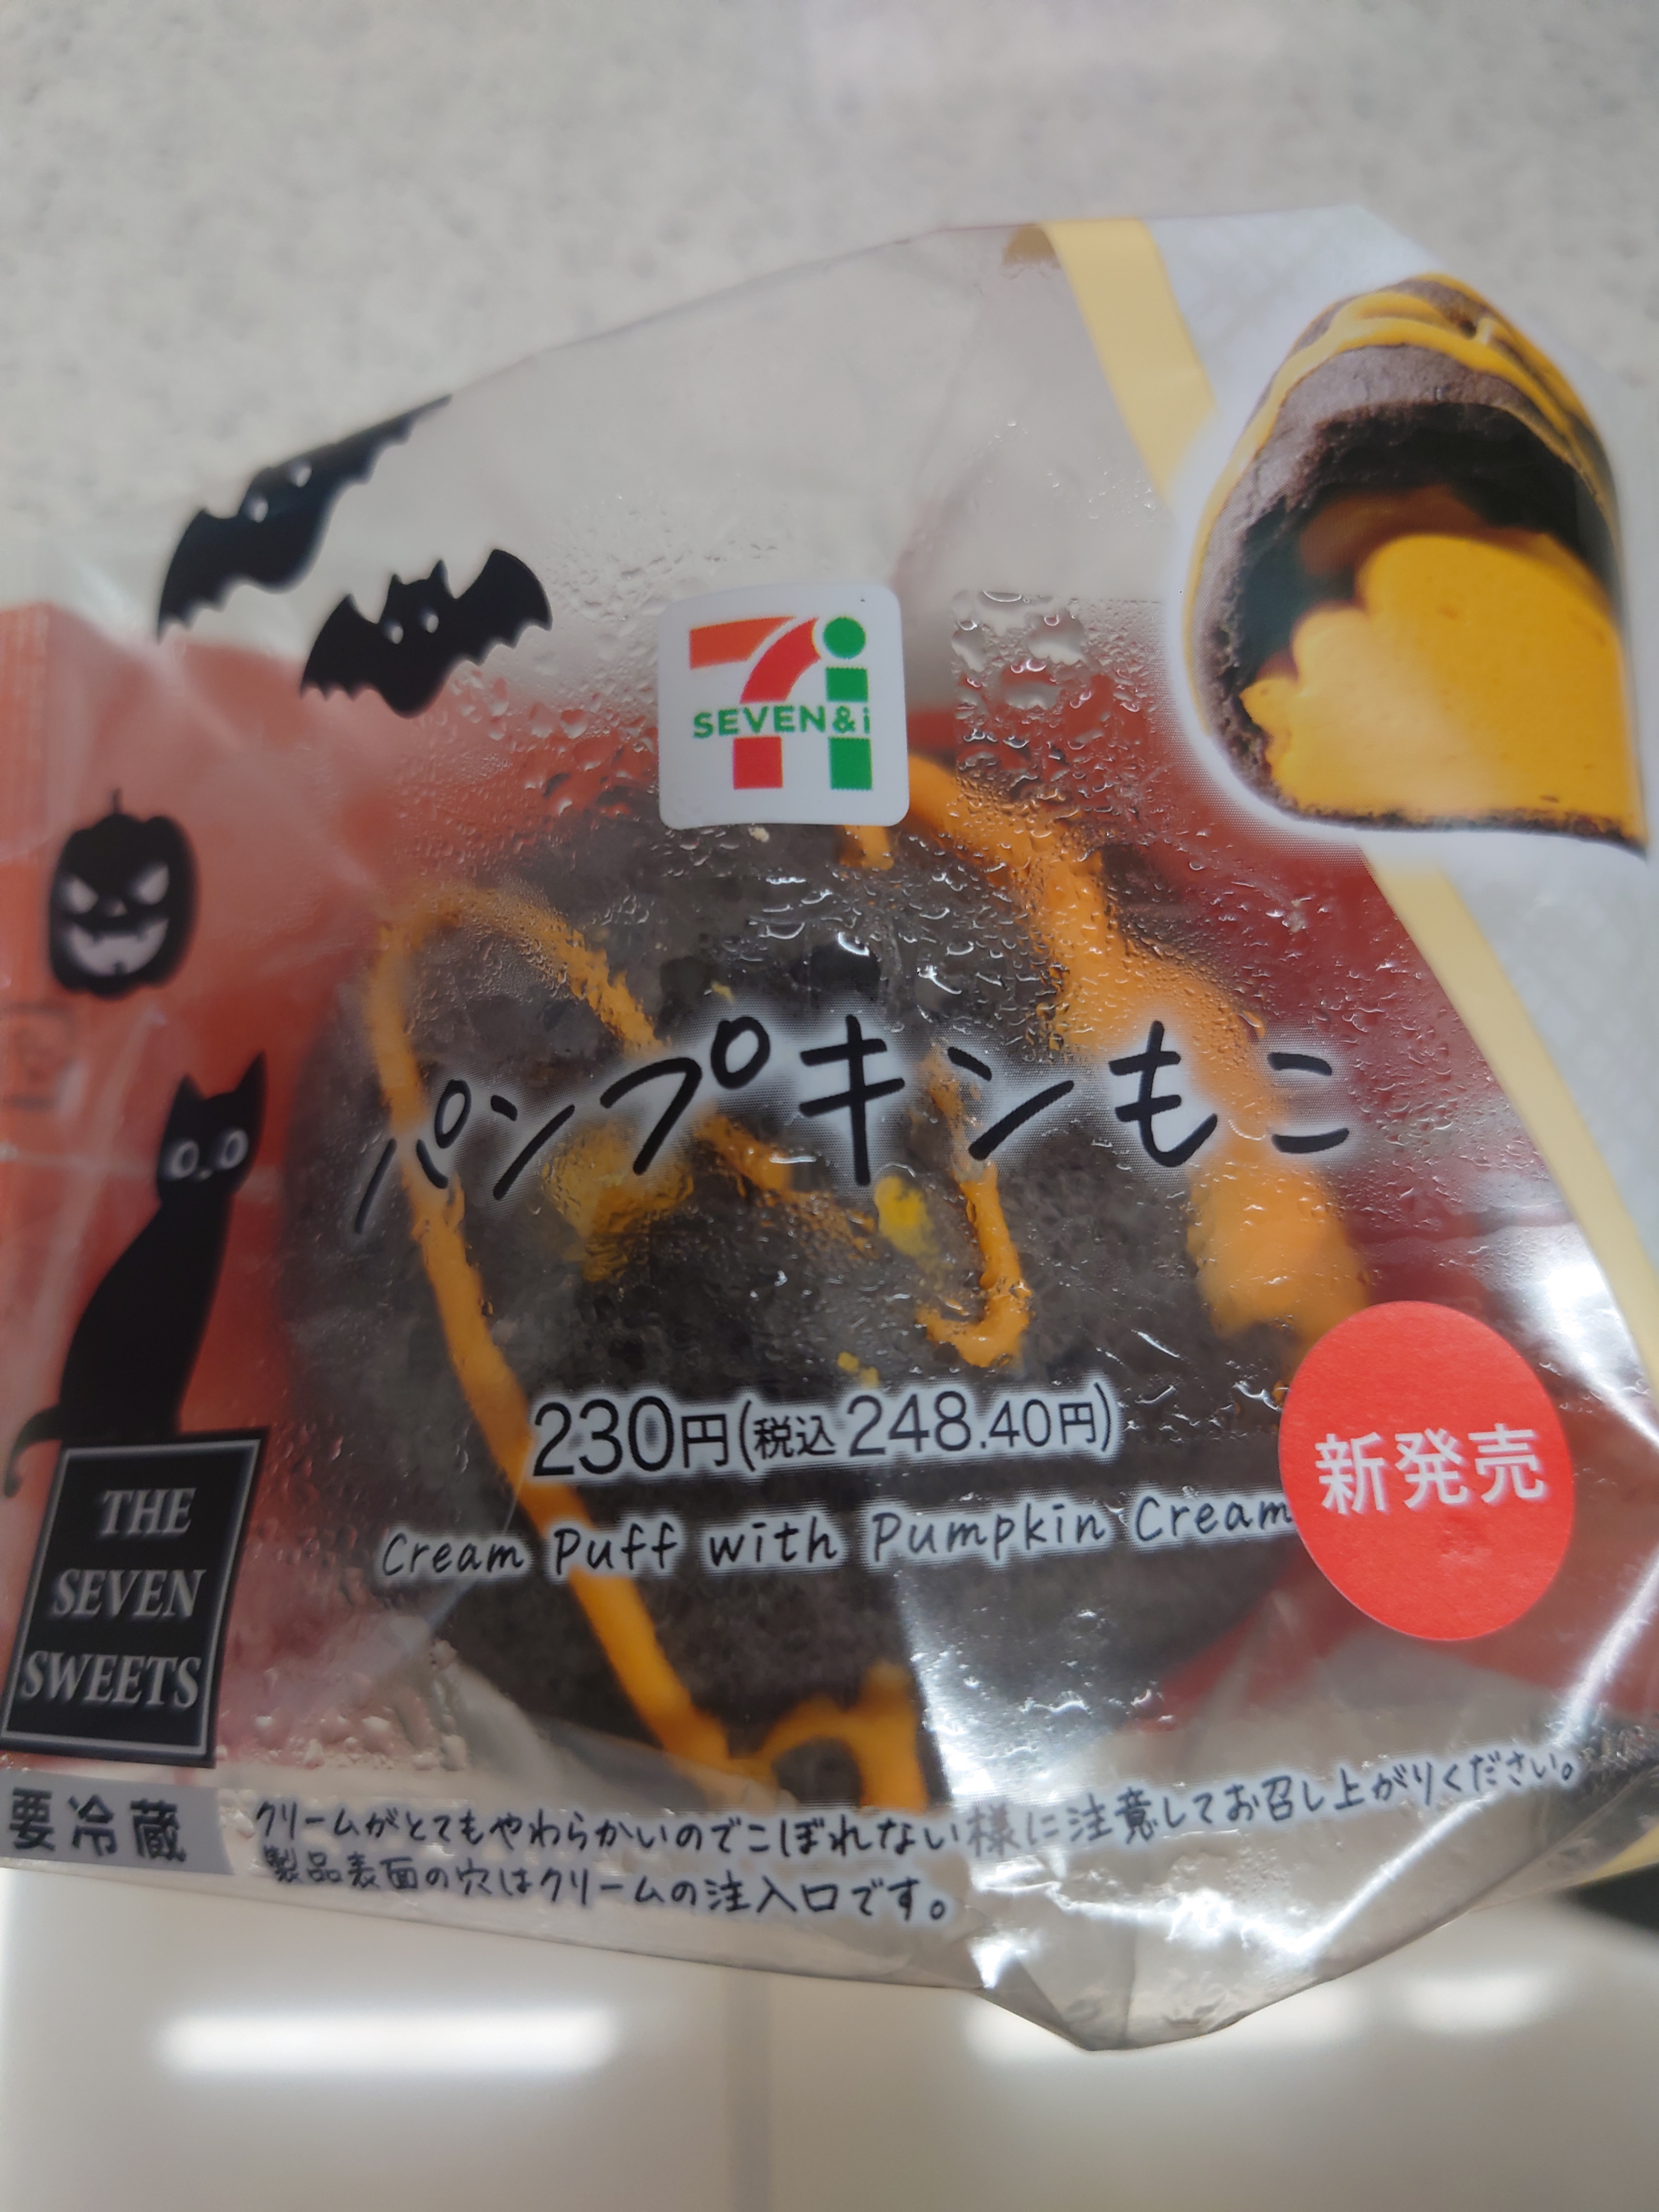 SEVEN&i
パンプキンもこ
230円(税込248.40円)
Cream Puff with Pumpkin Cream
新発売
THE
SEVEN
SWEETS
要冷蔵
クリームがとてもやわらかいのでこぼれない様に注意してお召し上がりください。
製品表面の穴はクリームの注入口です。